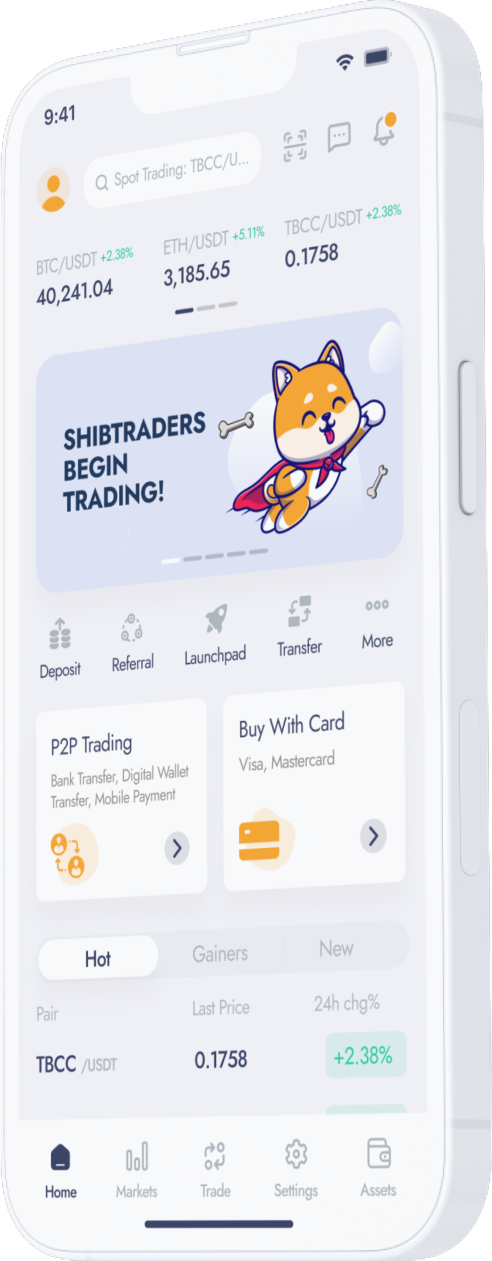 9:41
Spot Trading: TBCC/U...
BTC/USDT +2.38%
40,241.04
ETH/USDT +5.11%
3,185.65
TBCC/USDT +2.38%
0.1758
SHIBTRADERS
BEGIN
TRADING!
Deposit
Referral
Launchpad
Transfer
More
P2P Trading
Bank Transfer, Digital Wallet
Transfer, Mobile Payment
Buy With Card
Visa, Mastercard
Hot
Gainers
New
Pair
Last Price
24h chg%
TBCC /USDT
0.1758
+2.38%
Home
Markets
Trade
Settings
Assets